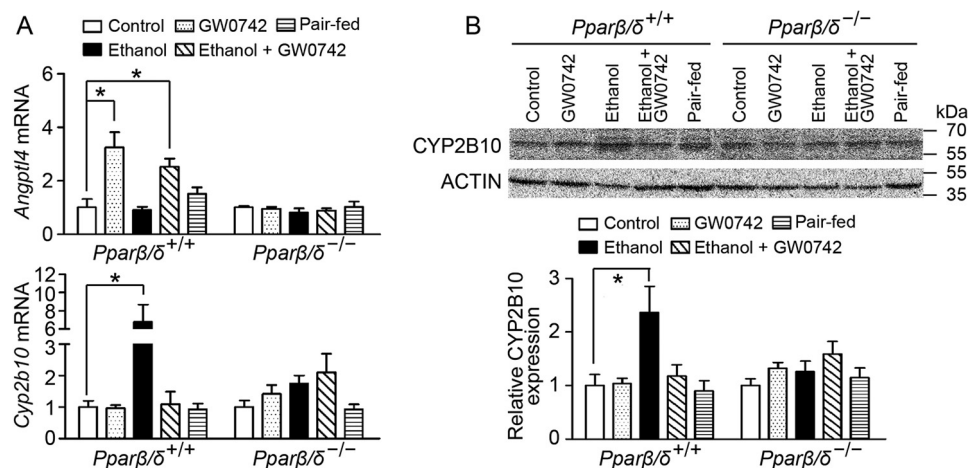 A
Control GW0742 Pair-fed
Ethanol Ethanol + GW0742
Angptl4 mRNA
6
4
2
0
*
*
Pparβ/δ+/+ Pparβ/δ−/−
Cyp2b10 mRNA
12
10
8
6
3
2
1
0
*
Pparβ/δ+/+ Pparβ/δ−/−
B
Pparβ/δ+/+ Pparβ/δ−/−
Control
GW0742
Ethanol
Ethanol+
GW0742
Pair-fed
Control
GW0742
Ethanol
Ethanol+
GW0742
Pair-fed
kDa
CYP2B10
70
55
ACTIN
55
35
Control GW0742 Pair-fed
Ethanol Ethanol + GW0742
Relative CYP2B10
expression
3
2
1
0
*
Pparβ/δ+/+ Pparβ/δ−/−